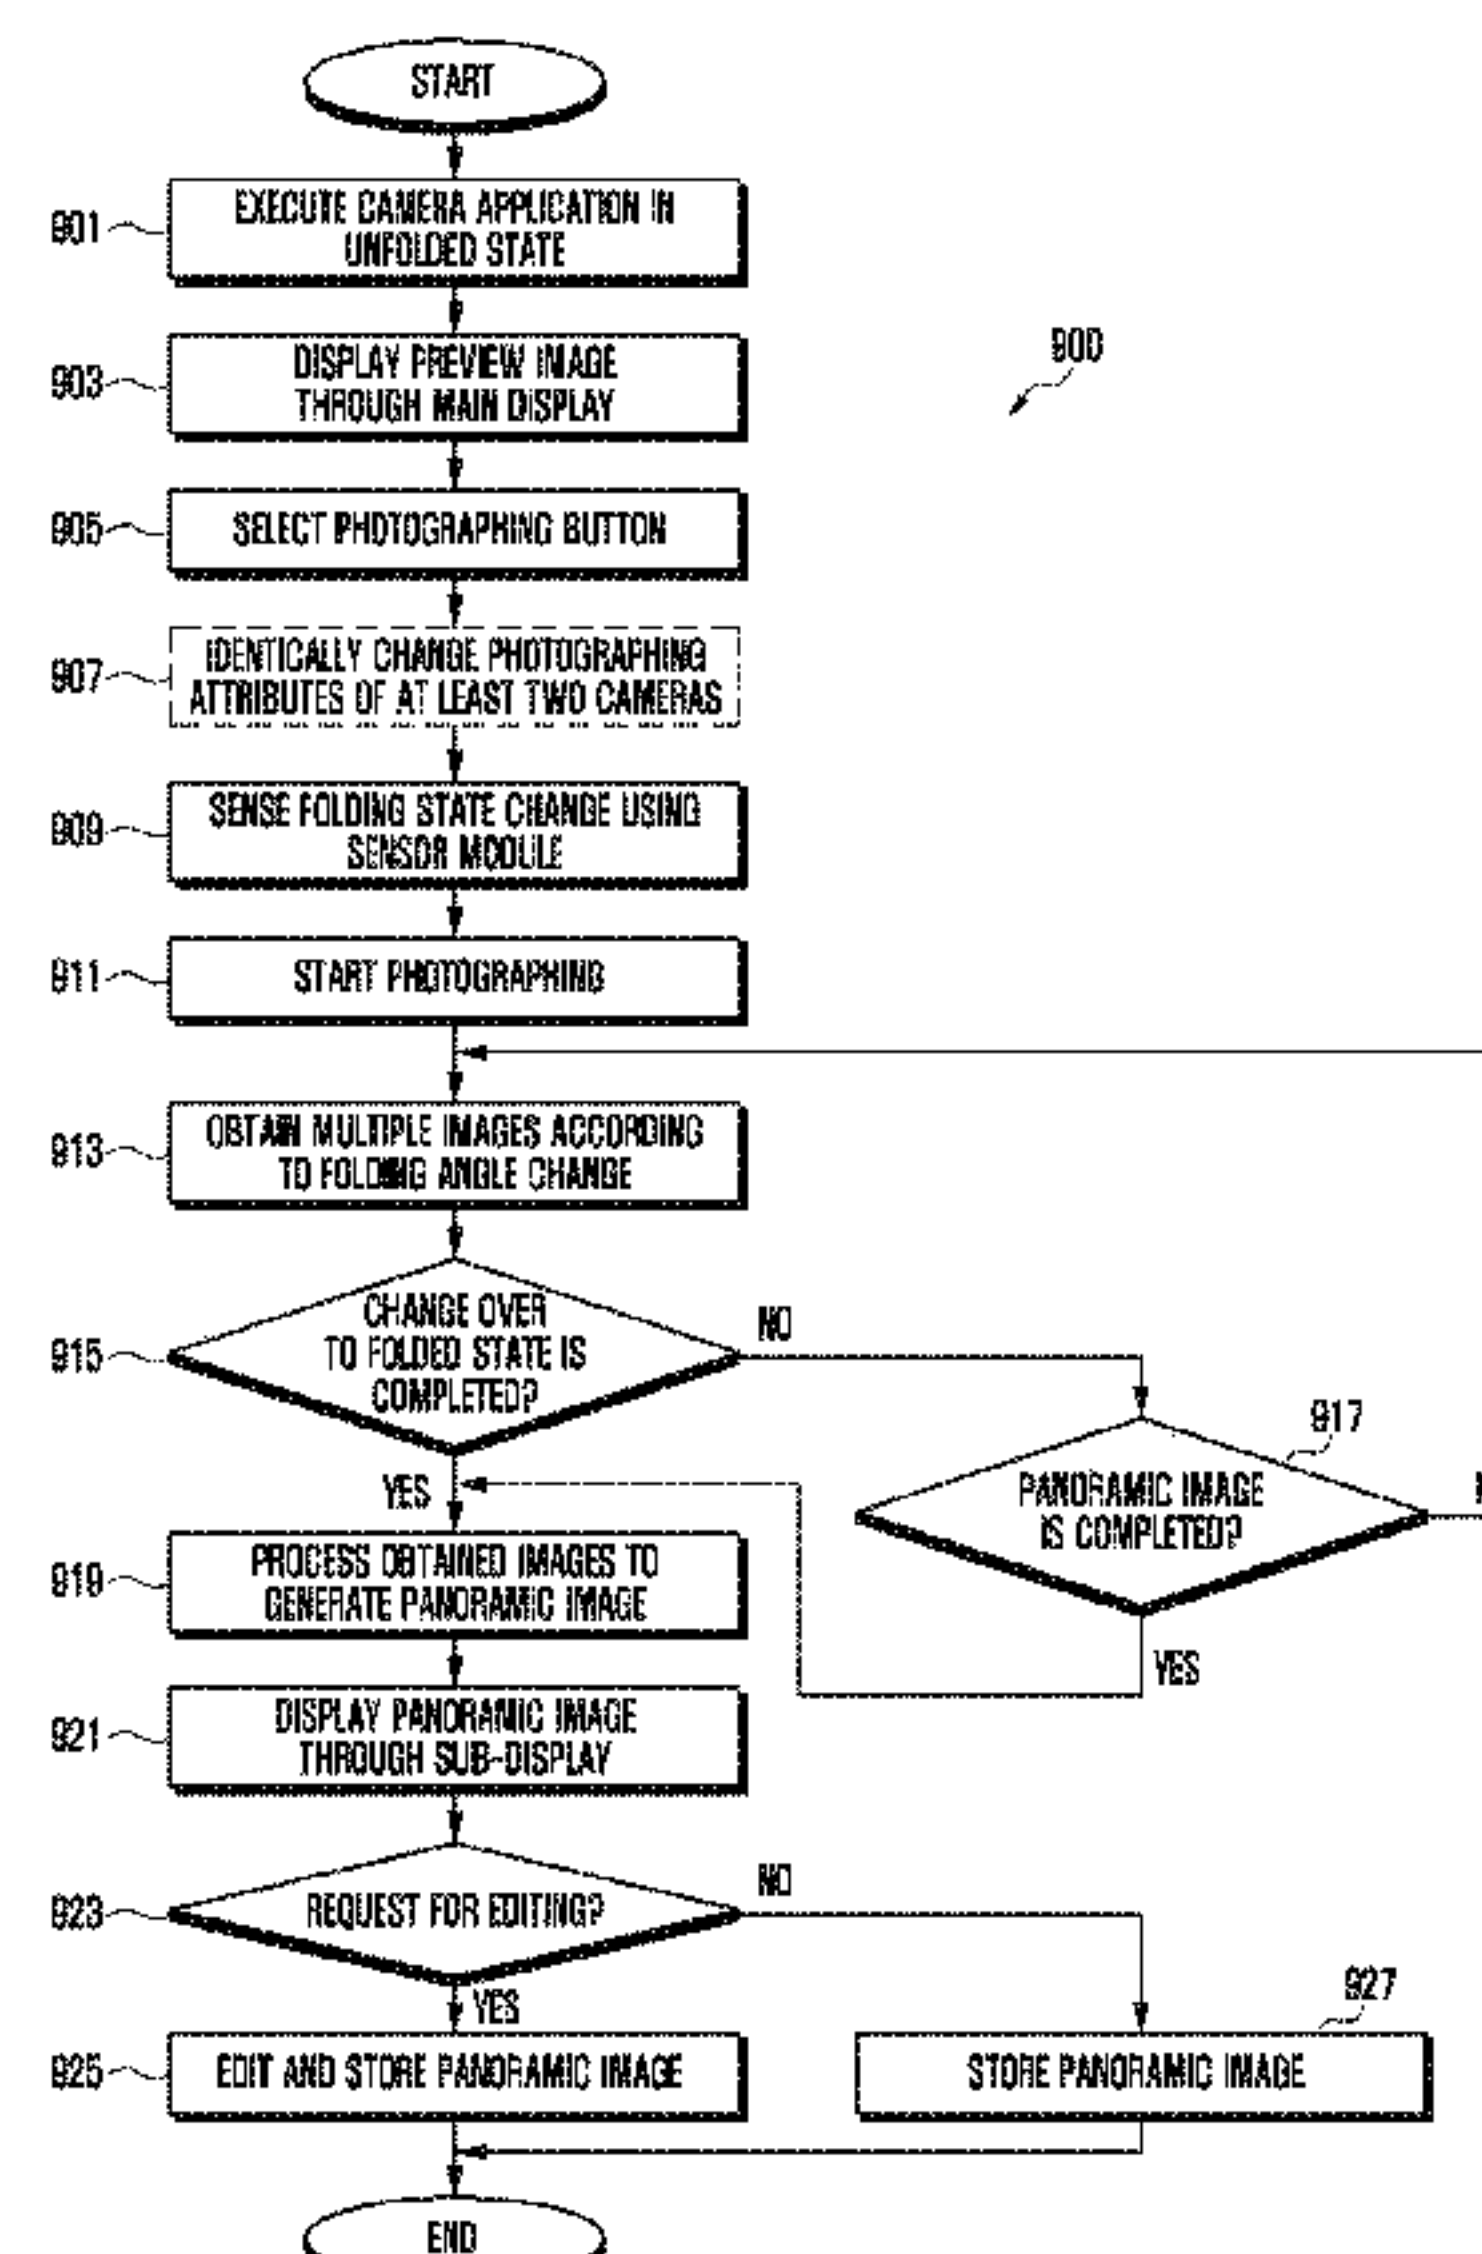 START
901
EXECUTE CAMERA APPLICATION IN
UNFOLDED STATE
903
DISPLAY PREVIEW IMAGE
THROUGH MAIN DISPLAY
900
905
SELECT PHOTOGRAPHING BUTTON
907
IDENTICALLY CHANGE PHOTOGRAPHING
ATTRIBUTES OF AT LEAST TWO CAMERAS
909
SENSE FOLDING STATE CHANGE USING
SENSOR MODULE
911
START PHOTOGRAPHING
913
OBTAIN MULTIPLE IMAGES ACCORDING
TO FOLDING ANGLE CHANGE
915
CHANGE OVER
TO FOLDED STATE IS
COMPLETED?
NO
917
PANORAMIC IMAGE
IS COMPLETED?
YES
YES
919
PROCESS OBTAINED IMAGES TO
GENERATE PANORAMIC IMAGE
921
DISPLAY PANORAMIC IMAGE
THROUGH SUB-DISPLAY
923
REQUEST FOR EDITING?
NO
YES
925
EDIT AND STORE PANORAMIC IMAGE
927
STORE PANORAMIC IMAGE
END